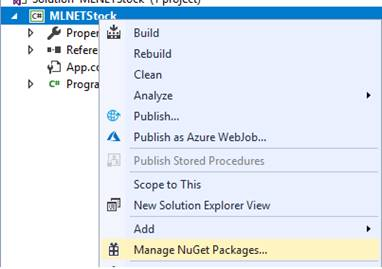 Solution 'MLNETStock' (1 project)
C# MLNETStock
Proper
Refere
App.co
C# Progra
Build
Rebuild
Clean
Analyze
Publish...
Publish as Azure WebJob...
Publish Stored Procedures
Scope to This
New Solution Explorer View
Add
Manage NuGet Packages...